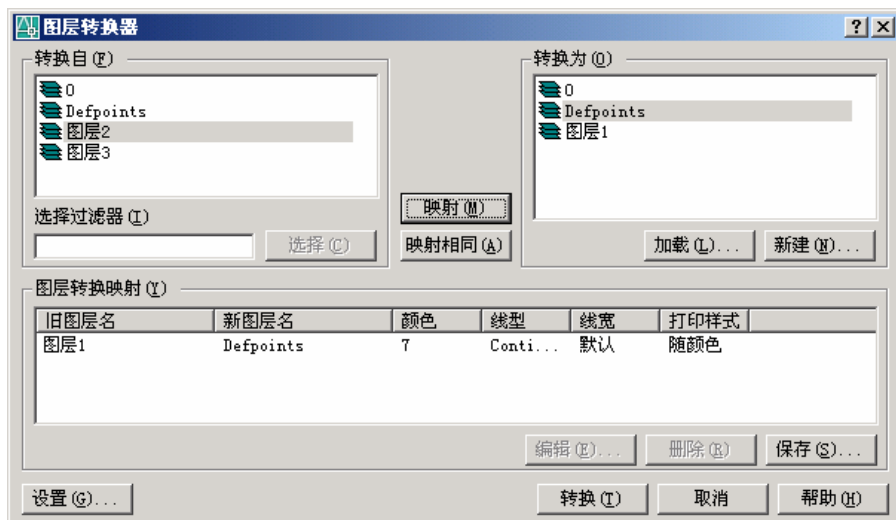 图层转换器
转换自(F)
0
Defpoints
图层2
图层3
选择过滤器(I)
选择(C)
映射(M)
映射相同(A)
转换为(O)
0
Defpoints
图层1
加载(L)...
新建(N)...
图层转换映射(Y)
旧图层名 新图层名 颜色 线型 线宽 打印样式
图层1 Defpoints 7 Conti... 默认 随颜色
编辑(E)... 删除(R) 保存(S)...
设置(G)... 转换(T) 取消 帮助(H)